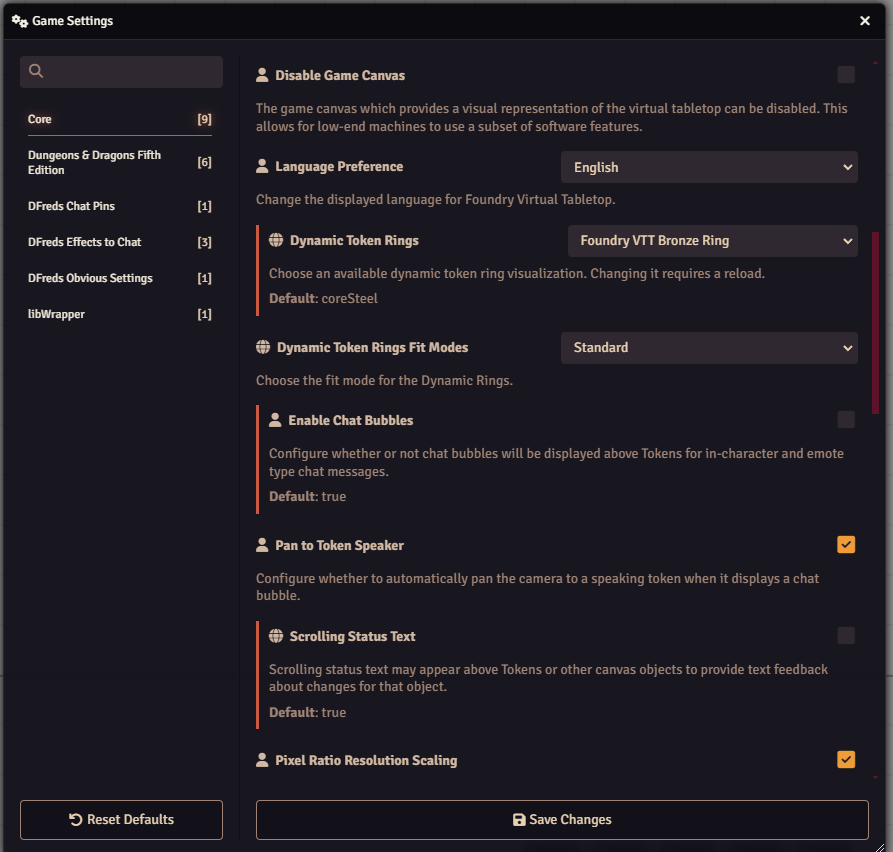 Game Settings
Core [9]
Dungeons & Dragons Fifth
Edition [6]
DFreds Chat Pins [1]
DFreds Effects to Chat [3]
DFreds Obvious Settings [1]
libWrapper [1]
Disable Game Canvas
The game canvas which provides a visual representation of the virtual tabletop can be disabled. This
allows for low-end machines to use a subset of software features.
Language Preference English
Change the displayed language for Foundry Virtual Tabletop.
Dynamic Token Rings Foundry VTT Bronze Ring
Choose an available dynamic token ring visualization. Changing it requires a reload.
Default: coreSteel
Dynamic Token Rings Fit Modes Standard
Choose the fit mode for the Dynamic Rings.
Enable Chat Bubbles
Configure whether or not chat bubbles will be displayed above Tokens for in-character and emote
type chat messages.
Default: true
Pan to Token Speaker
Configure whether to automatically pan the camera to a speaking token when it displays a chat
bubble.
Scrolling Status Text
Scrolling status text may appear above Tokens or other canvas objects to provide text feedback
about changes for that object.
Default: true
Pixel Ratio Resolution Scaling
Reset Defaults
Save Changes